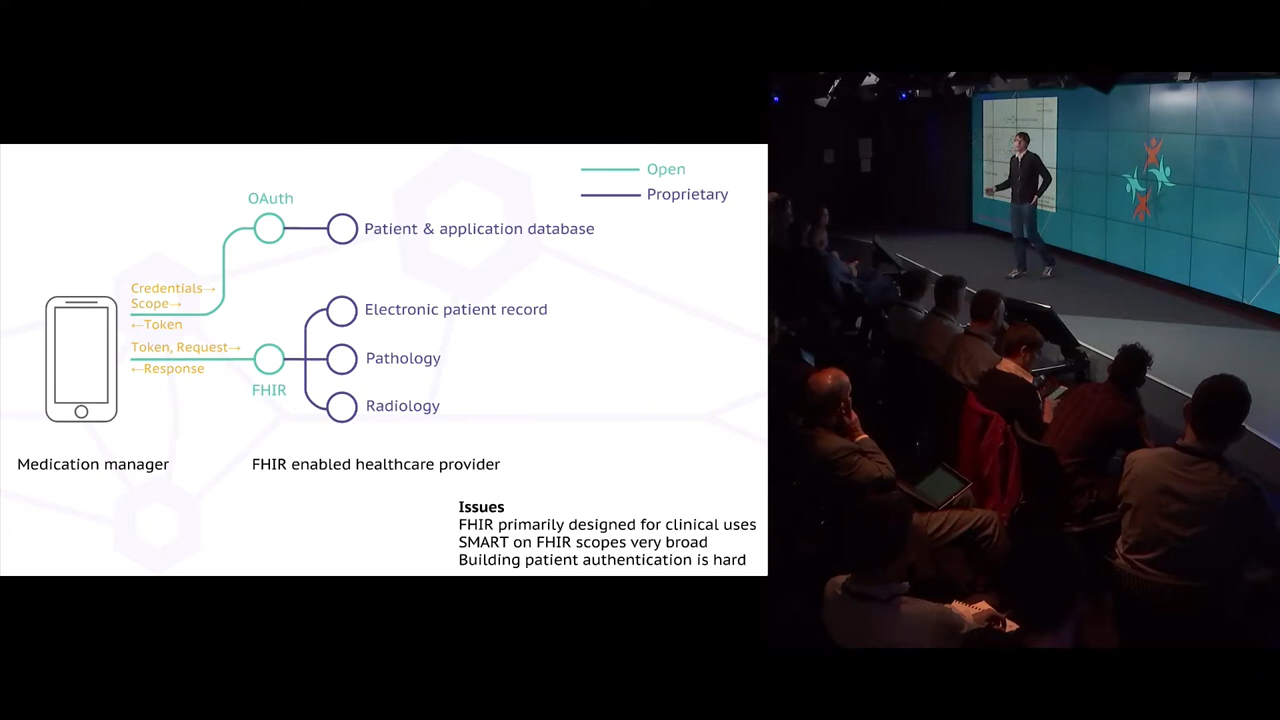 Open
Proprietary
OAuth
Patient & application database
Credentials→
Scope→
←Token
Token, Request→
←Response
FHIR
Electronic patient record
Pathology
Radiology
Medication manager
FHIR enabled healthcare provider
Issues
FHIR primarily designed for clinical uses
SMART on FHIR scopes very broad
Building patient authentication is hard